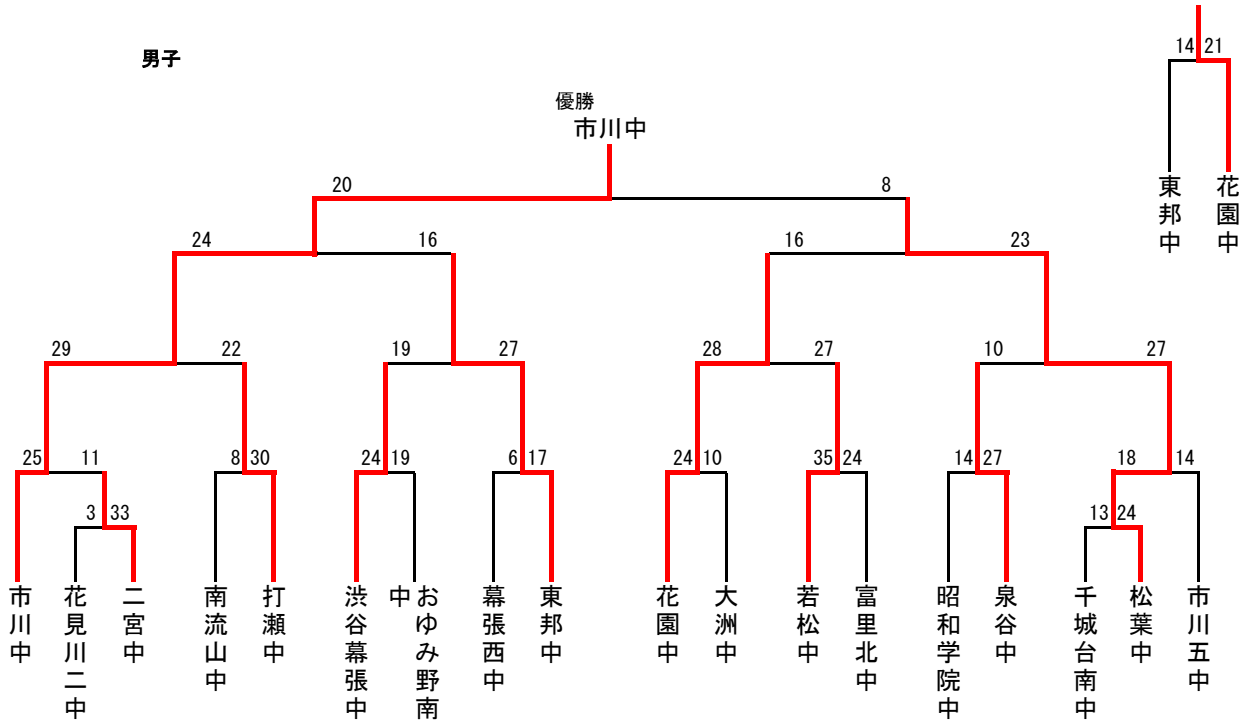 男子
14 21
東邦中
花園中
優勝
市川中
20 8
24 16 16 23
29 22 19 27 28 27 10 27
25 11 8 30 24 19 6 17 24 10 35 24 14 27 18 14
3 33 13 24
市川中
花見川二中
二宮中
南流山中
打瀬中
渋谷幕張中
おゆみ野南
中
幕張西中
東邦中
花園中
大洲中
若松中
富里北中
昭和学院中
泉谷中
千城台南中
松葉中
市川五中